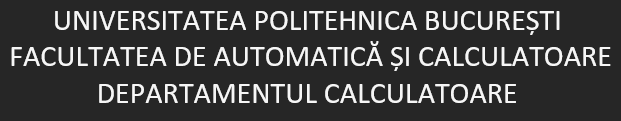 UNIVERSITATEA POLITEHNICA BUCUREȘTI
FACULTATEA DE AUTOMATICĂ ȘI CALCULATOARE
DEPARTAMENTUL CALCULATOARE